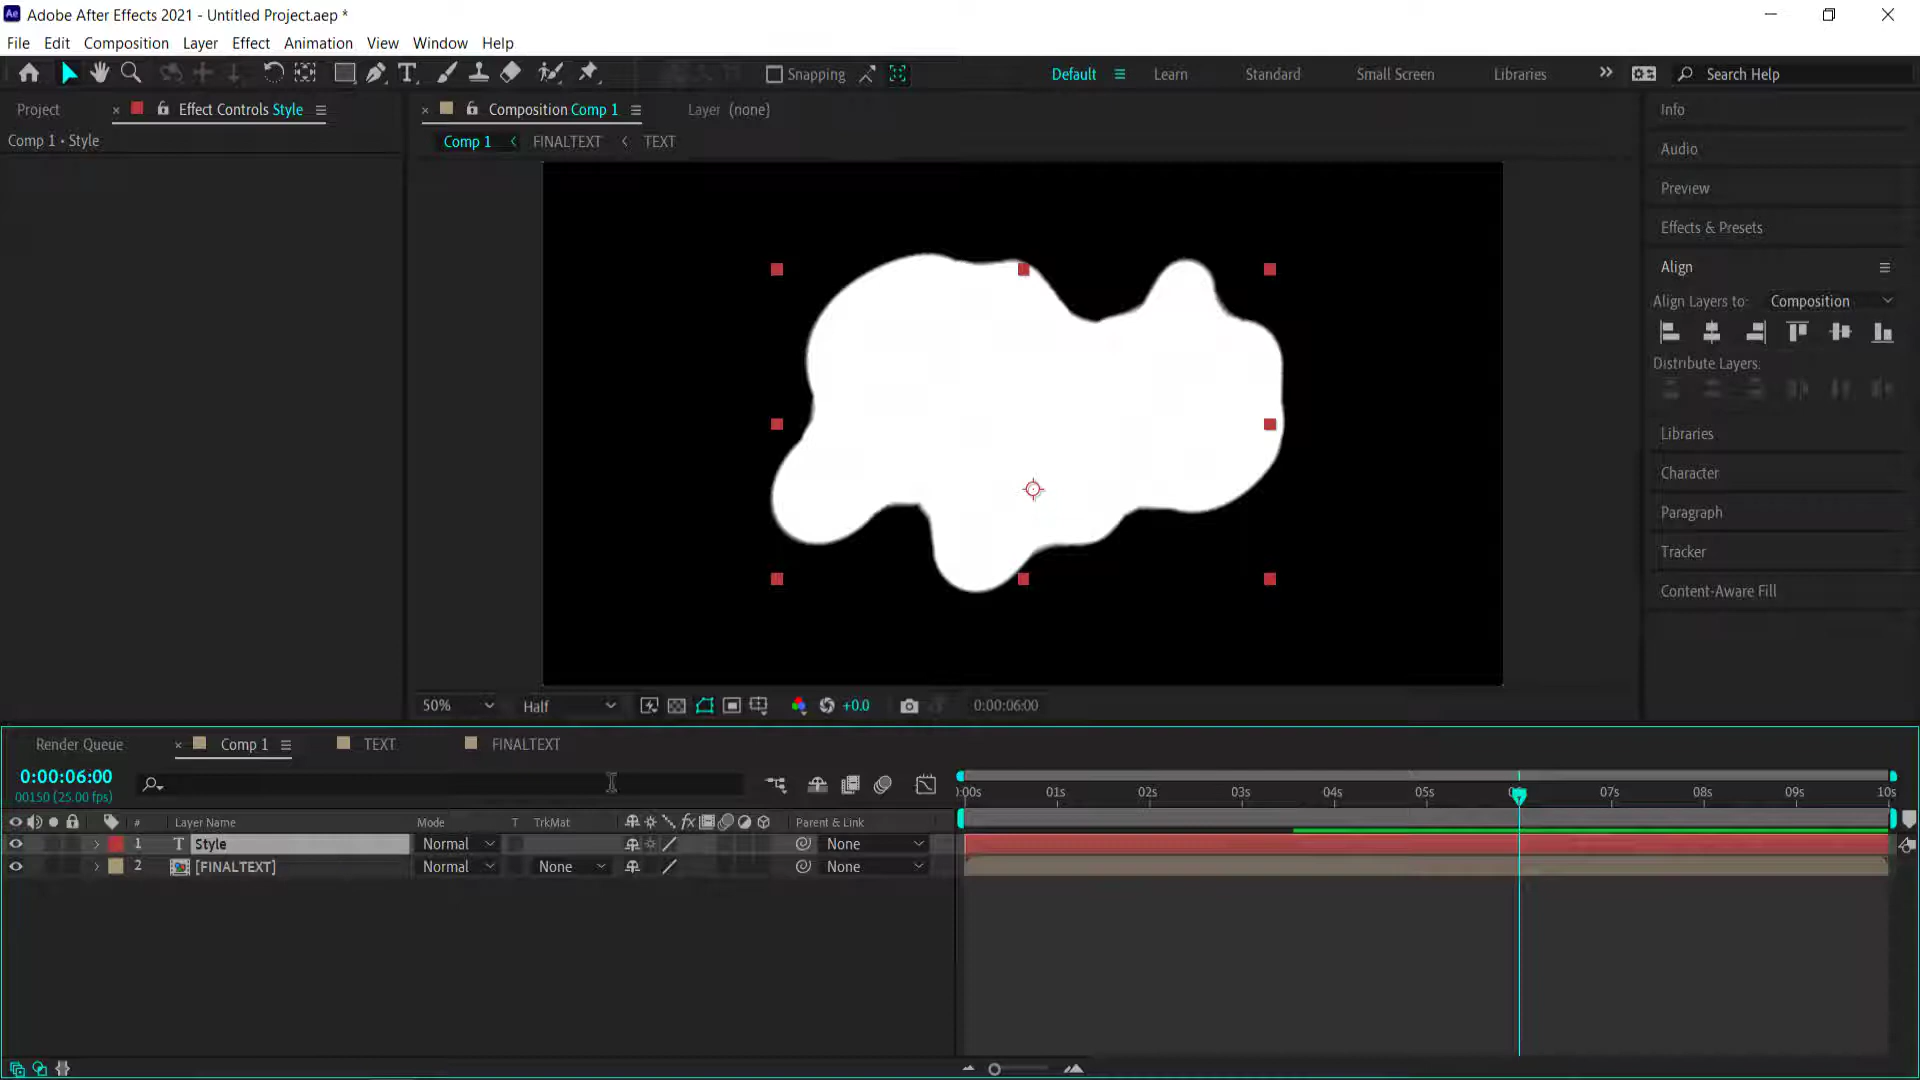 Adobe After Effects 2021 - Untitled Project.aep *
File Edit Composition Layer Effect Animation View Window Help
Snapping
Default Learn Standard Small Screen Libraries Search Help
Project Effect Controls Style Composition Comp 1 Layer (none) Info
Comp 1 • Style Comp 1 FINALTEXT TEXT
Audio
Preview
Effects & Presets
Align
Align Layers to: Composition
Distribute Layers:
Libraries
Character
Paragraph
Tracker
Content-Aware Fill
50% Half +0.0 0:00:06:00
Render Queue Comp 1 TEXT FINALTEXT
0:00:06:00
00150 (25.00 fps)
:00s 01s 02s 03s 04s 05s 07s 08s 09s 10s
# Layer Name Mode T TrkMat Parent & Link
1 T Style Normal None
2 [FINALTEXT] Normal None None